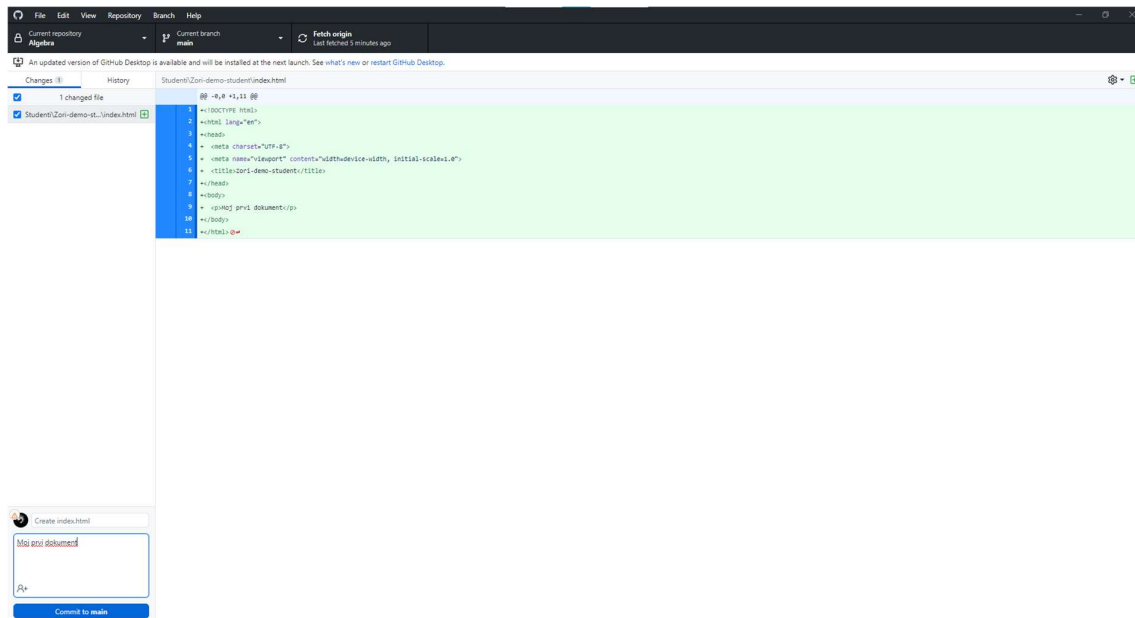 File Edit View Repository Branch Help
Current repository
Algebra
Current branch
main
Fetch origin
Last fetched 5 minutes ago
An updated version of GitHub Desktop is available and will be installed at the next launch. See what's new or restart GitHub Desktop.
Changes 1 History
Studenti\Zori-demo-student\index.html
1 changed file
Studenti\Zori-demo-st...\index.html
@@ -0,0 +1,11 @@
1 +<!DOCTYPE html>
2 +<html lang="en">
3 +<head>
4 + <meta charset="UTF-8">
5 + <meta name="viewport" content="width=device-width, initial-scale=1.0">
6 + <title>Zori-demo-student</title>
7 +</head>
8 +<body>
9 + <p>Moj prvi dokument</p>
10 +</body>
11 +</html>
Create index.html
Moj prvi dokument
Commit to main